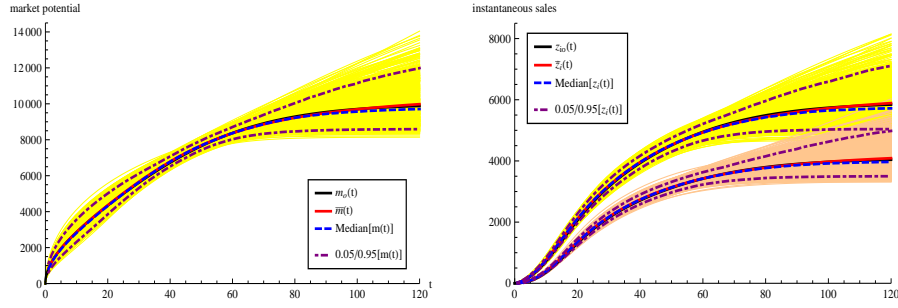 market potential
14 000
12 000
10 000
8000
6000
4000
2000
0
0 20 40 60 80 100 120
t
mo(t)
m̅(t)
Median[m(t)]
0.05/0.95[m(t)]
instantaneous sales
8000
6000
4000
2000
0
0 20 40 60 80 100 120
zio(t)
z̅i(t)
Median[zi(t)]
0.05/0.95[zi(t)]